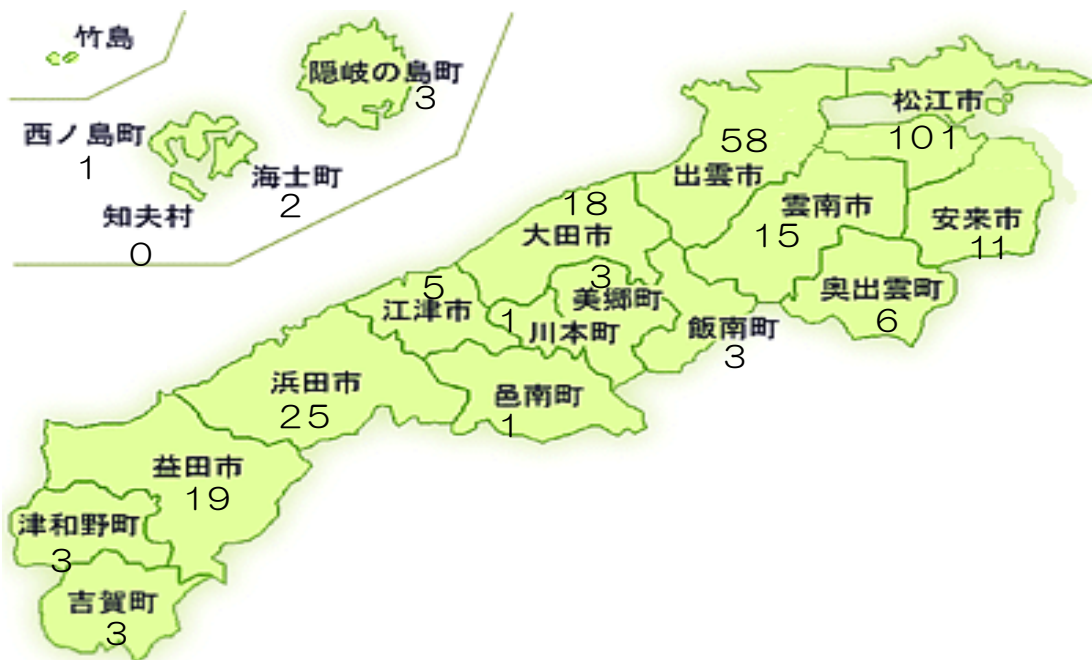 竹島
隠岐の島町
3
西ノ島町
1
海士町
2
知夫村
0
松江市
101
58
出雲市
雲南市
15
安来市
11
18
大田市
奥出雲町
6
3
美郷町
5
江津市
1
川本町
飯南町
3
浜田市
25
邑南町
1
益田市
19
津和野町
3
吉賀町
3